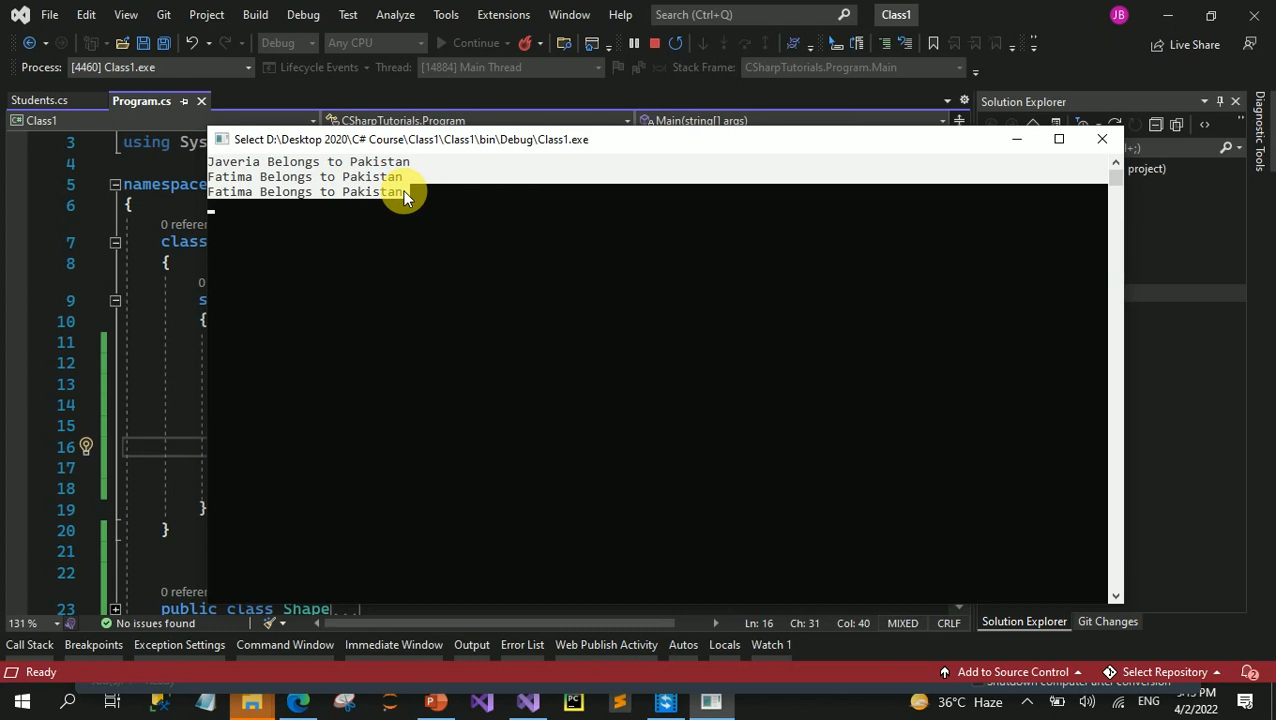 File Edit View Git Project Build Debug Test Analyze Tools Extensions Window Help Search (Ctrl+Q) Class1 JB
Debug Any CPU Continue Live Share
Process: [4460] Class1.exe Lifecycle Events Thread: [14884] Main Thread Stack Frame: CSharpTutorials.Program.Main
Students.cs Program.cs Solution Explorer
Class1 CSharpTutorials.Program Main(string[] args)
Select D:\Desktop 2020\C# Course\Class1\Class1\bin\Debug\Class1.exe
3 using Sys
+;)
Javeria Belongs to Pakistan
4
Fatima Belongs to Pakistan
project)
5 namespace
Fatima Belongs to Pakistan
6 {
0 referen
7 class
8 {
0
9 s
10 {
11
12
13
14
15
16
17
18
19 }
20 }
21
22
0 referen
23 public class Shape...
131 % No issues found Ln: 16 Ch: 31 Col: 40 MIXED CRLF Solution Explorer Git Changes
Diagnostic Tools
Call Stack Breakpoints Exception Settings Command Window Immediate Window Output Error List Web Publish Activity Autos Locals Watch 1
Ready Add to Source Control Select Repository 2
36°C Haze ENG 5:15 PM
4/2/2022